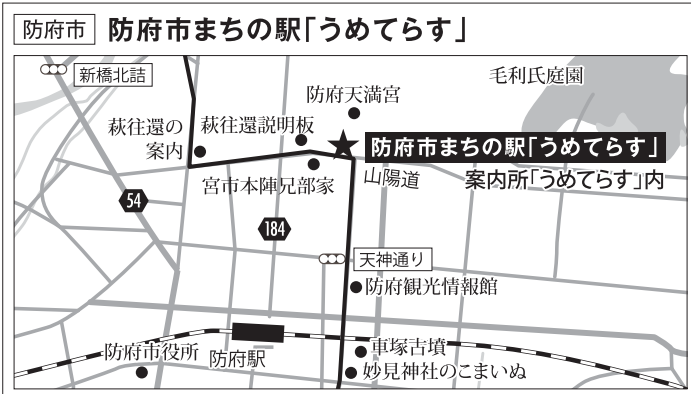 防府市 防府市まちの駅「うめてらす」
新橋北詰
毛利氏庭園
防府天満宮
萩往還の
案内
萩往還説明板
防府市まちの駅「うめてらす」
案内所「うめてらす」内
山陽道
宮市本陣兄部家
54
184
天神通り
防府観光情報館
防府市役所
防府駅
車塚古墳
妙見神社のこまいぬ